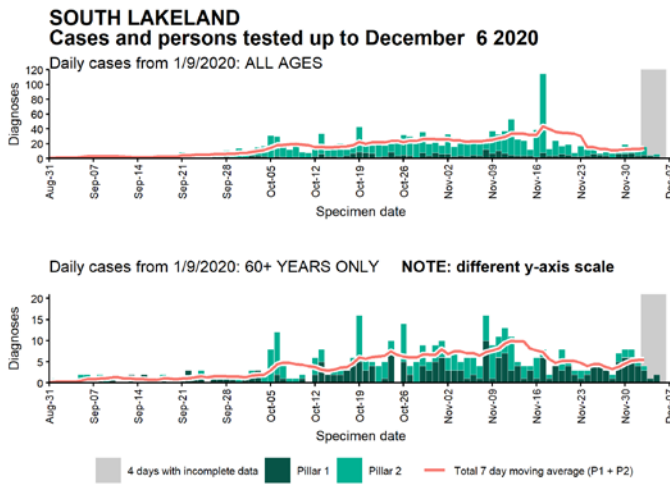 SOUTH LAKELAND
Cases and persons tested up to December 6 2020
Daily cases from 1/9/2020: ALL AGES
120
100
80
60
40
20
0
Diagnoses
Aug-31
Sep-07
Sep-14
Sep-21
Sep-28
Oct-05
Oct-12
Oct-19
Oct-26
Nov-02
Nov-09
Nov-16
Nov-23
Nov-30
Dec-07
Specimen date
Daily cases from 1/9/2020: 60+ YEARS ONLY NOTE: different y-axis scale
20
15
10
5
0
Diagnoses
Aug-31
Sep-07
Sep-14
Sep-21
Sep-28
Oct-05
Oct-12
Oct-19
Oct-26
Nov-02
Nov-09
Nov-16
Nov-23
Nov-30
Dec-07
Specimen date
4 days with incomplete data Pillar 1 Pillar 2 Total 7 day moving average (P1 + P2)